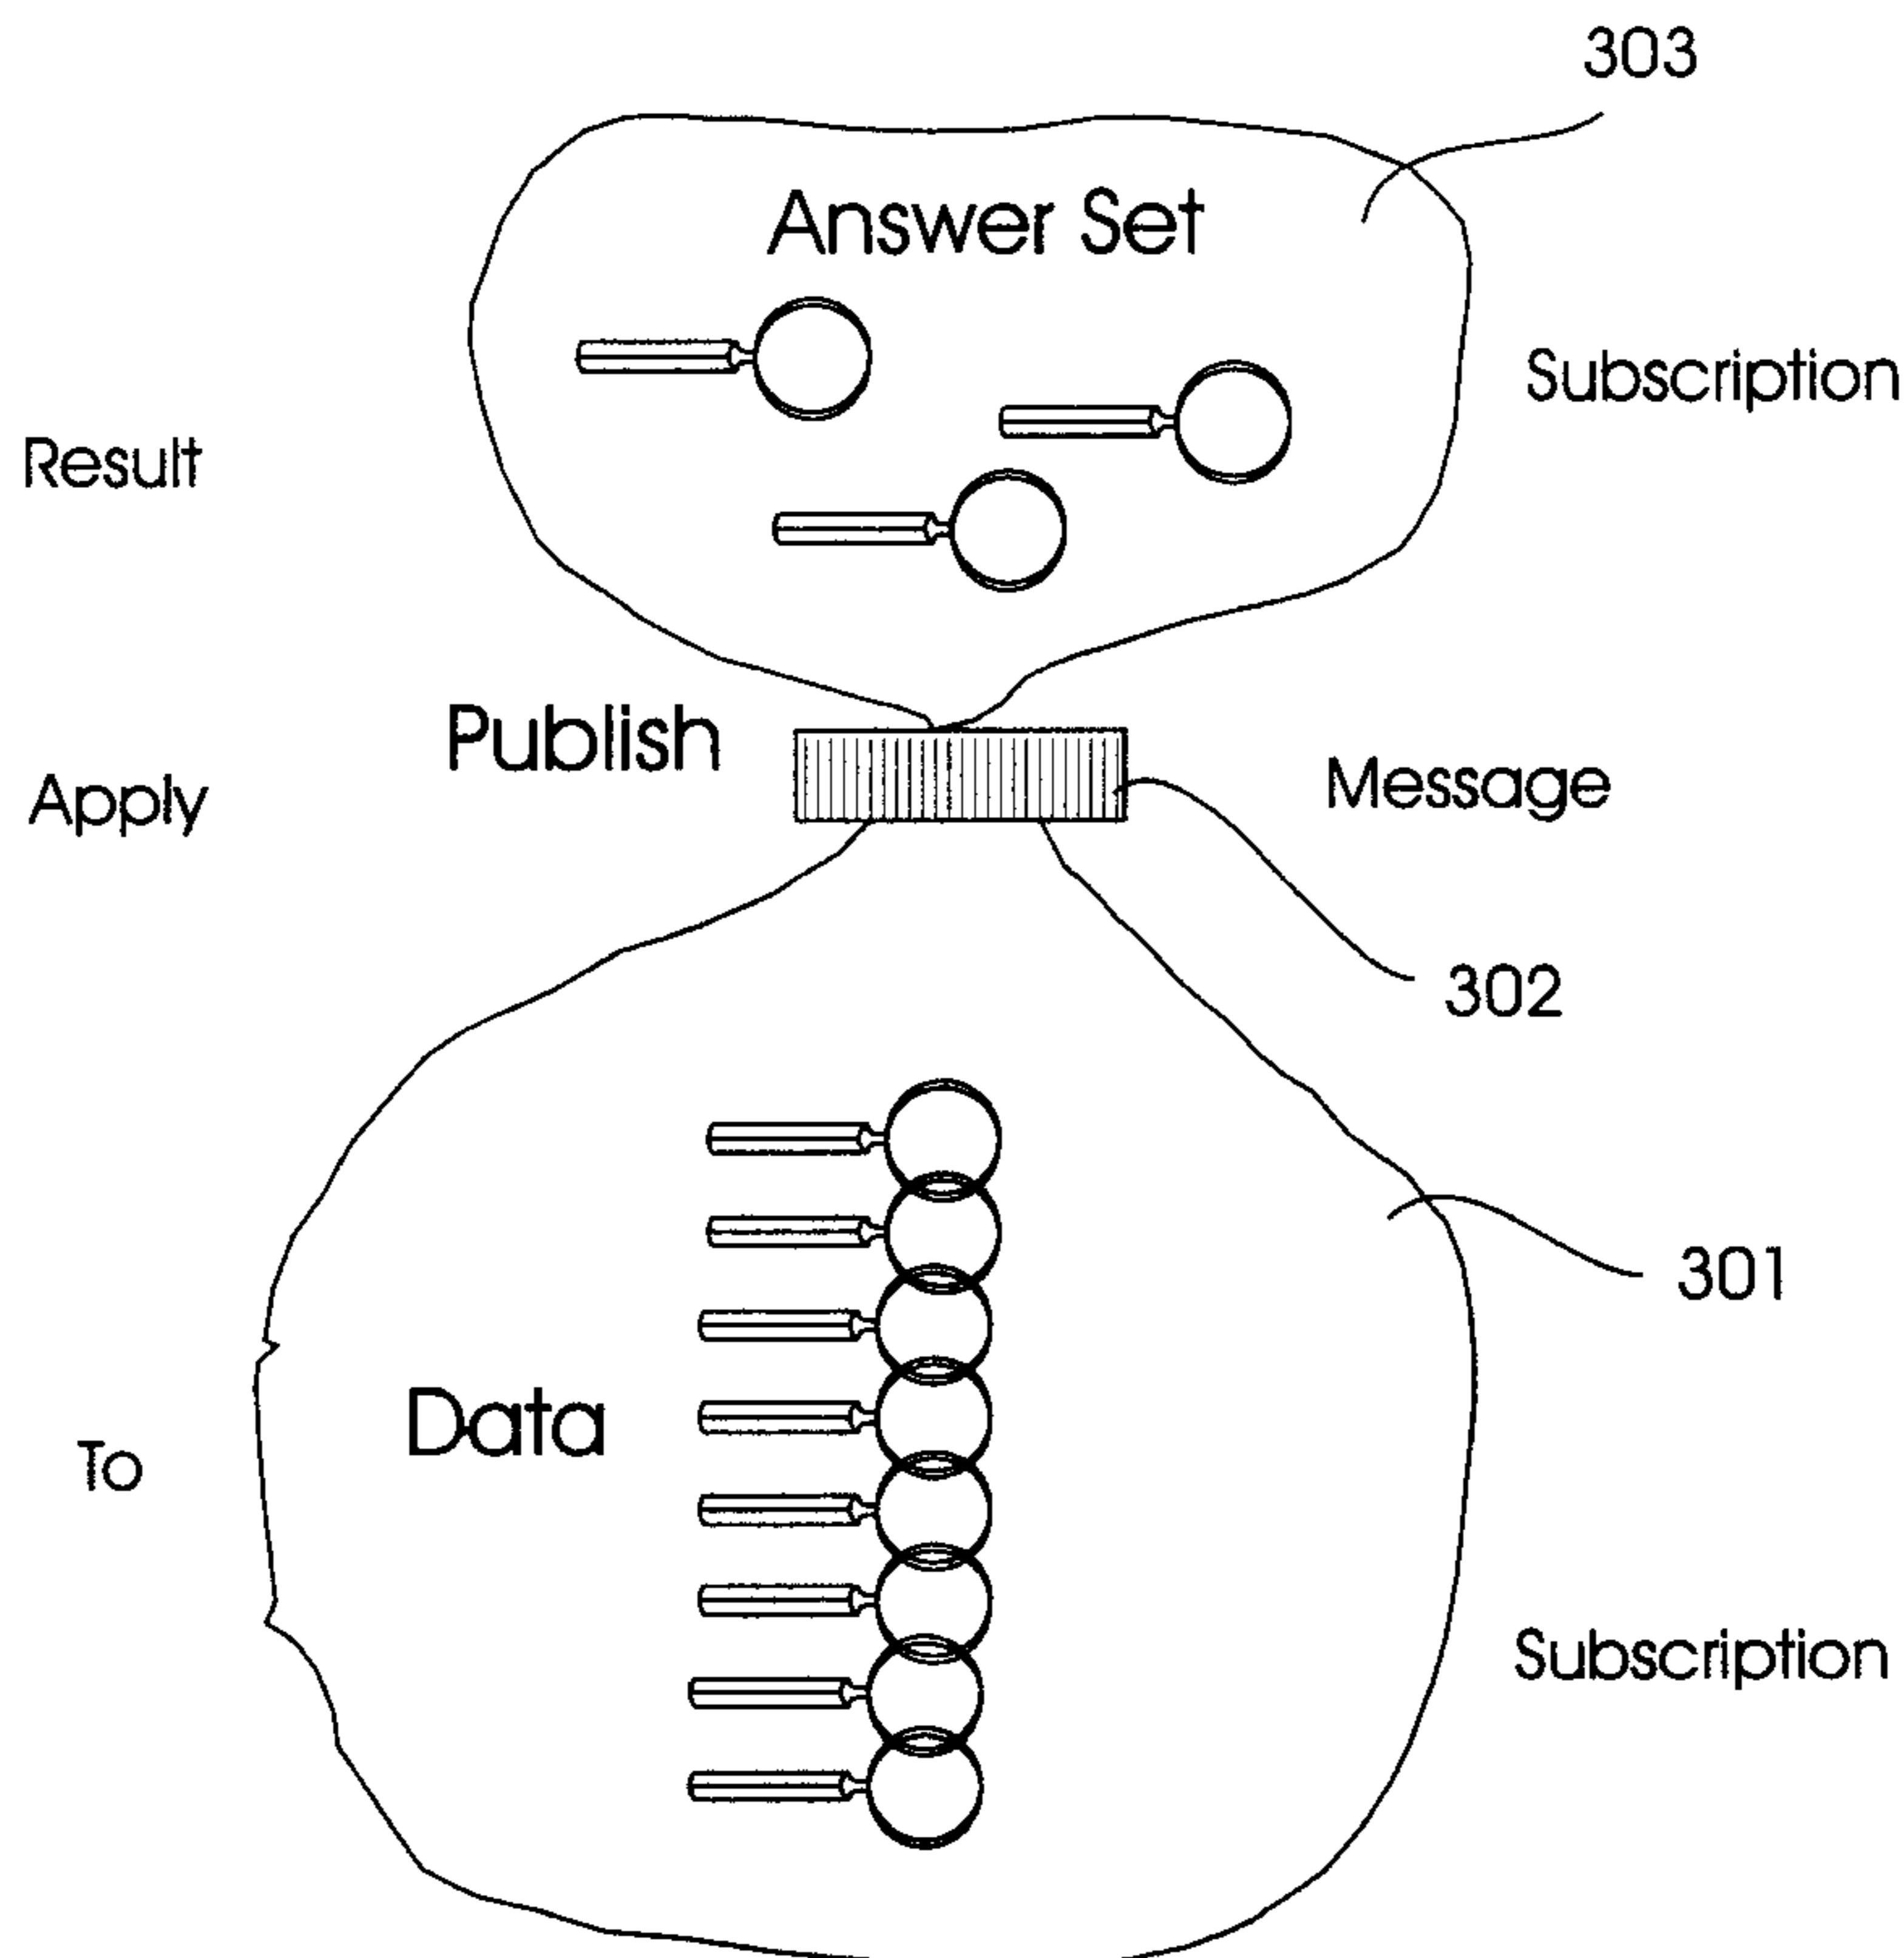 303
Answer Set
Subscription
Result
Publish
Apply
Message
302
301
Data
To
Subscription